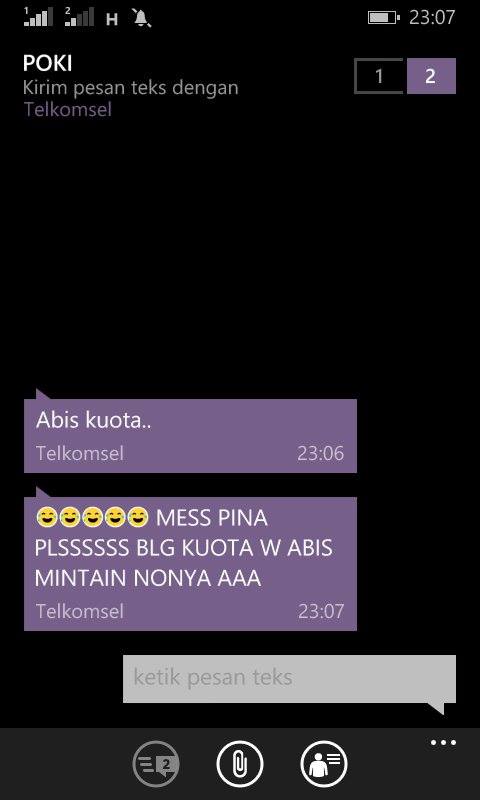 1 2 H 23:07
POKI
Kirim pesan teks dengan
Telkomsel
1 2
Abis kuota..
Telkomsel 23:06
😂😂😂😂😂 MESS PINA
PLSSSSSS BLG KUOTA W ABIS
MINTAIN NONYA AAA
Telkomsel 23:07
ketik pesan teks
2